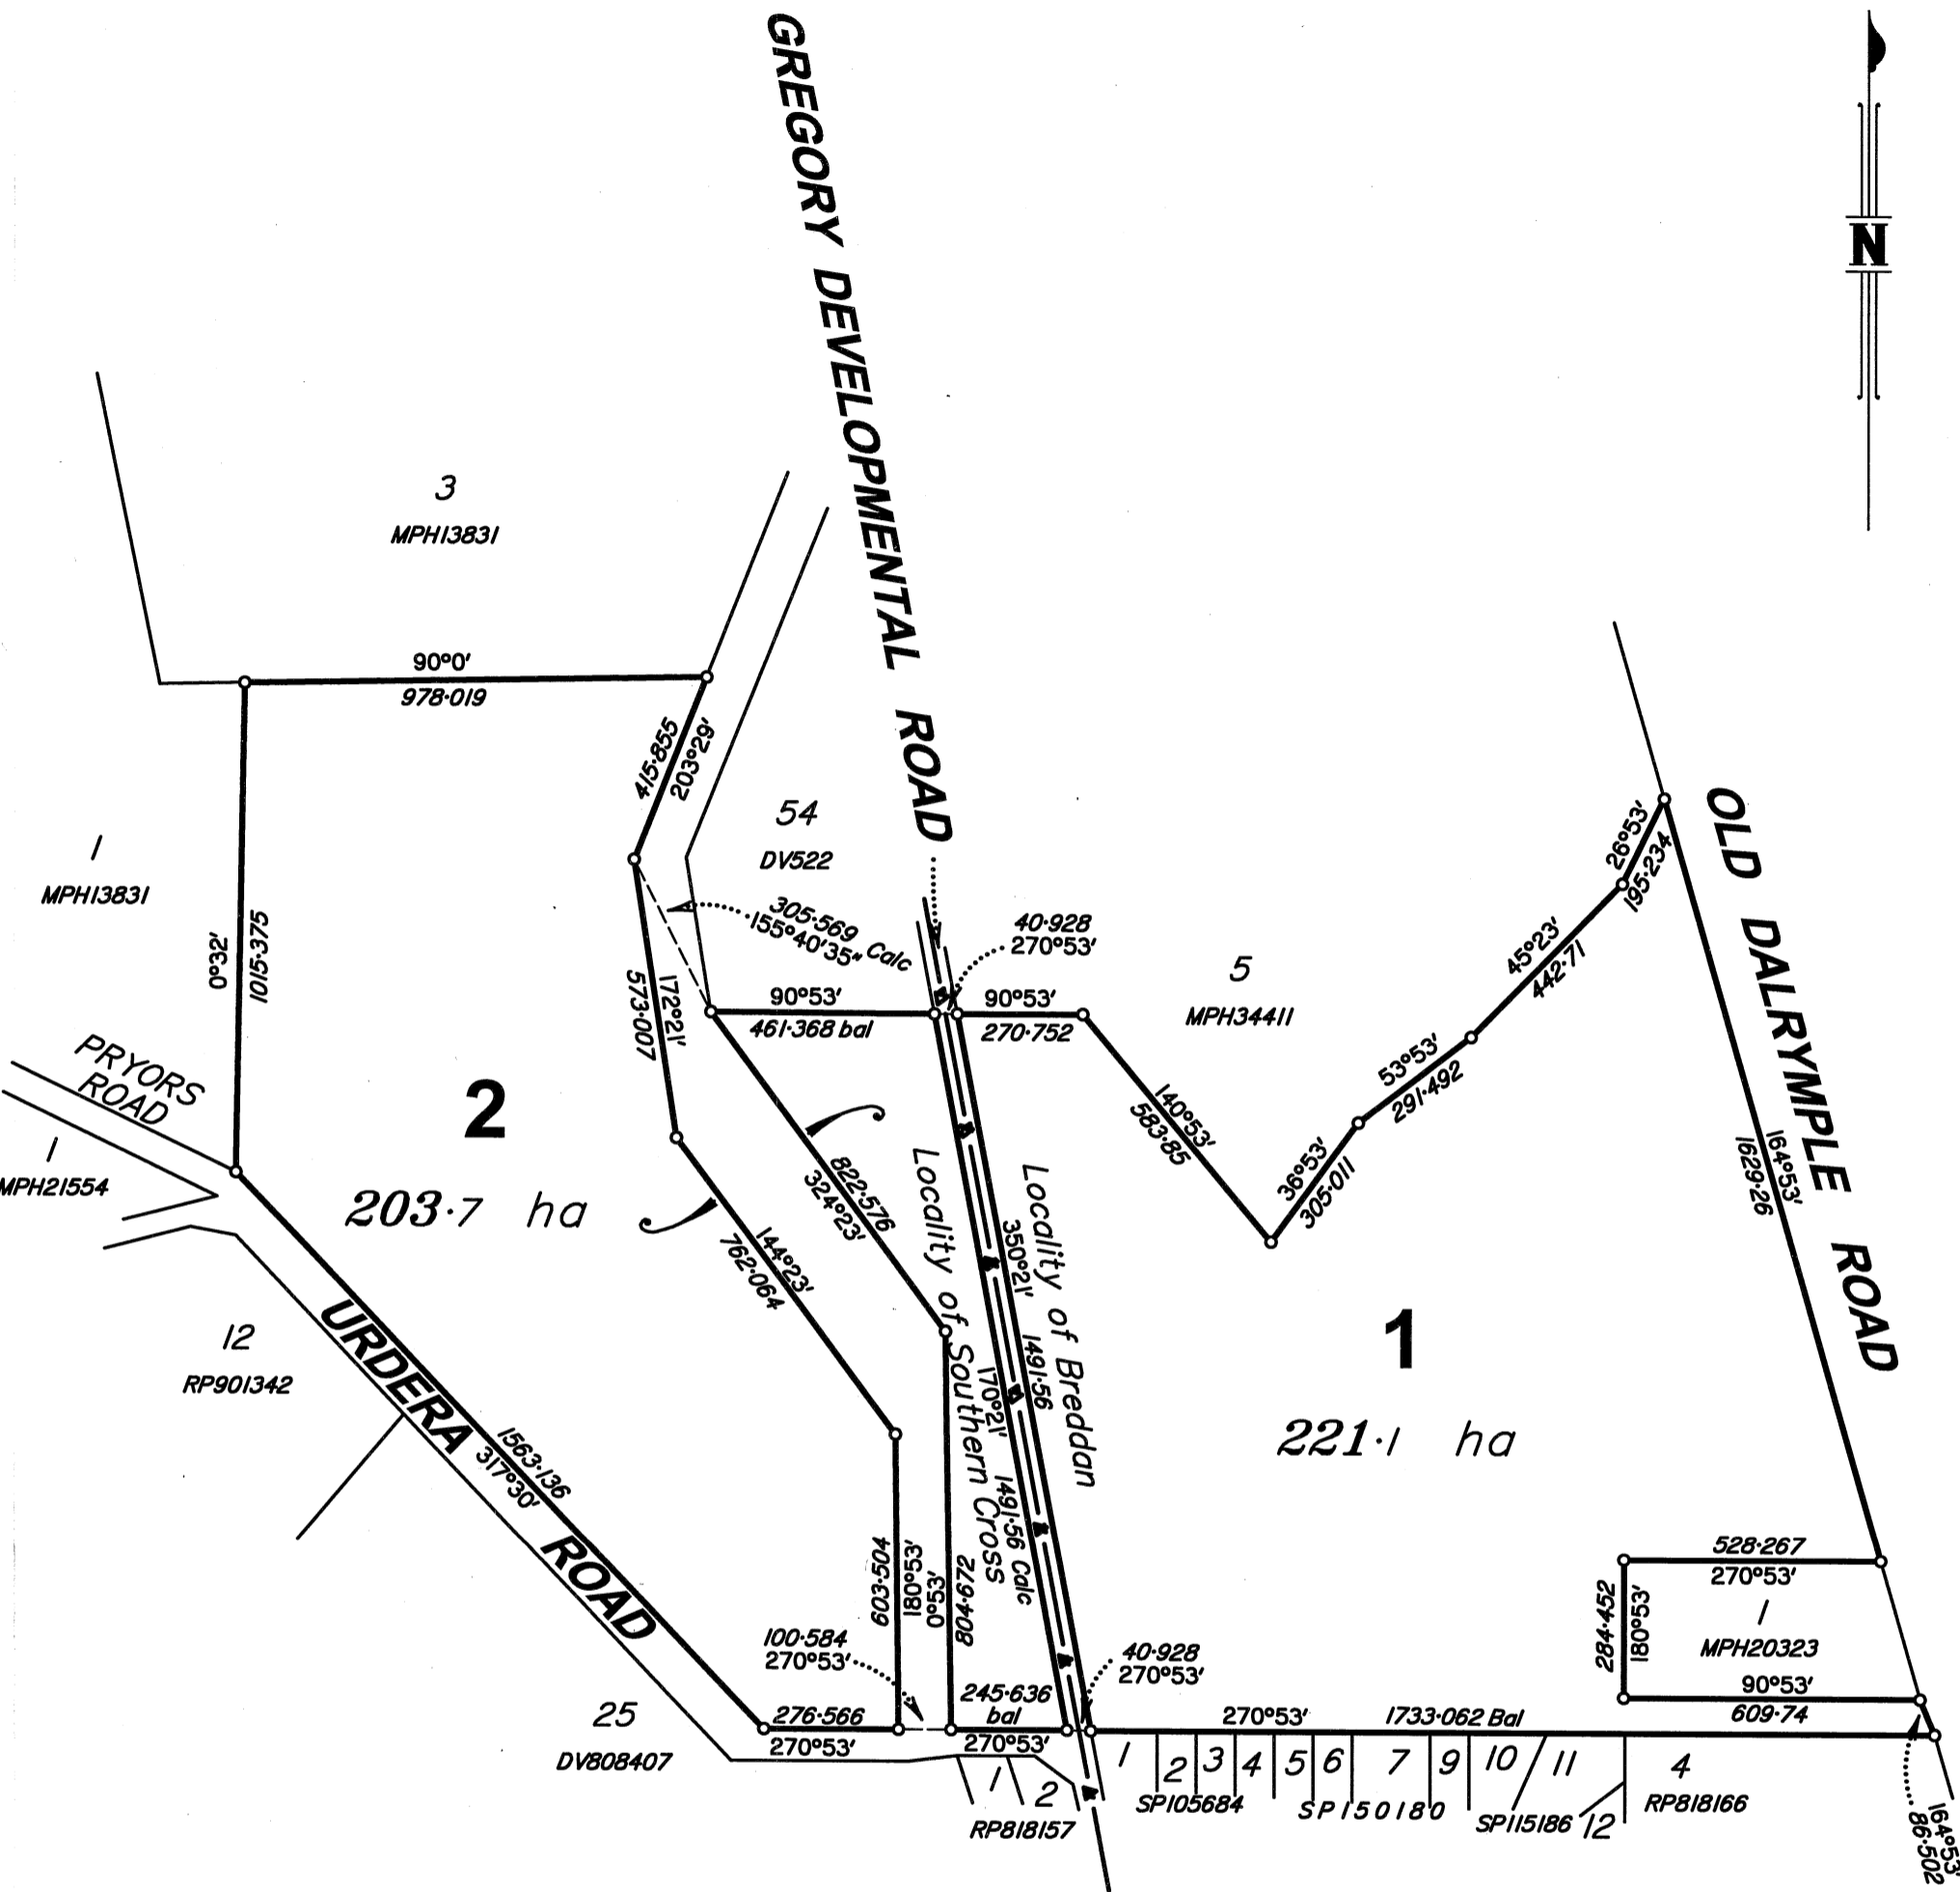 GREGORY DEVELOPMENTAL ROAD
N
3
MPH13831
90°0'
978·019
415·855
203°29'
54
DV522
305·569
155°40'35" Calc
40·928
270°53'
1
MPH13831
0°32'
1015·375
573·007
172°21'
90°53'
461·368 bal
90°53'
270·752
5
MPH34411
26°53'
195·234
45°23'
442·71
53°53'
291·492
36°53'
305·011
140°53'
583·85
OLD DALRYMPLE ROAD
164°53'
1629·26
PRYORS
ROAD
1
MPH21554
2
203·7 ha
822·576
324°23'
144°23'
762·064
Locality of Southern Cross
Locality of Breddan
350°21' 1491·56
170°21' 1491·56 Calc
1
221·1 ha
12
RP901342
URDERA ROAD
1563·136
317°30'
603·504
180°53'
0°53'
808·672
528·267
270°53'
284·452
180°53'
1
MPH20323
90°53'
609·74
100·584
270°53'
245·636
bal
270°53'
40·928
270°53'
276·566
270°53'
270°53' 1733·062 Bal
25
DV808407
1
2
RP818157
1 2 3 4 5 6 7 9 10 11 4
SP105684
SP150180
SP115186
12
RP818166
164°53'
86·502